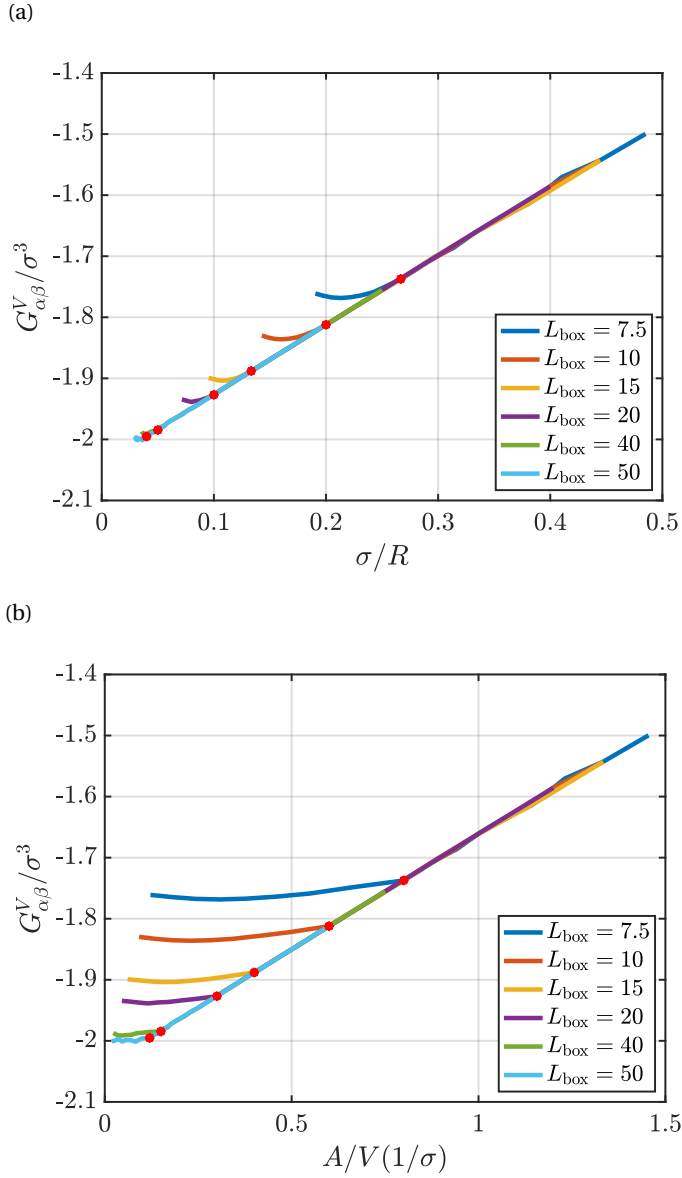 (a)
-1.4
-1.5
-1.6
-1.7
-1.8
-1.9
-2
-2.1
G^V_{αβ}/σ^3
0 0.1 0.2 0.3 0.4 0.5
σ/R
L_box = 7.5
L_box = 10
L_box = 15
L_box = 20
L_box = 40
L_box = 50
(b)
-1.4
-1.5
-1.6
-1.7
-1.8
-1.9
-2
-2.1
G^V_{αβ}/σ^3
0 0.5 1 1.5
A/V(1/σ)
L_box = 7.5
L_box = 10
L_box = 15
L_box = 20
L_box = 40
L_box = 50